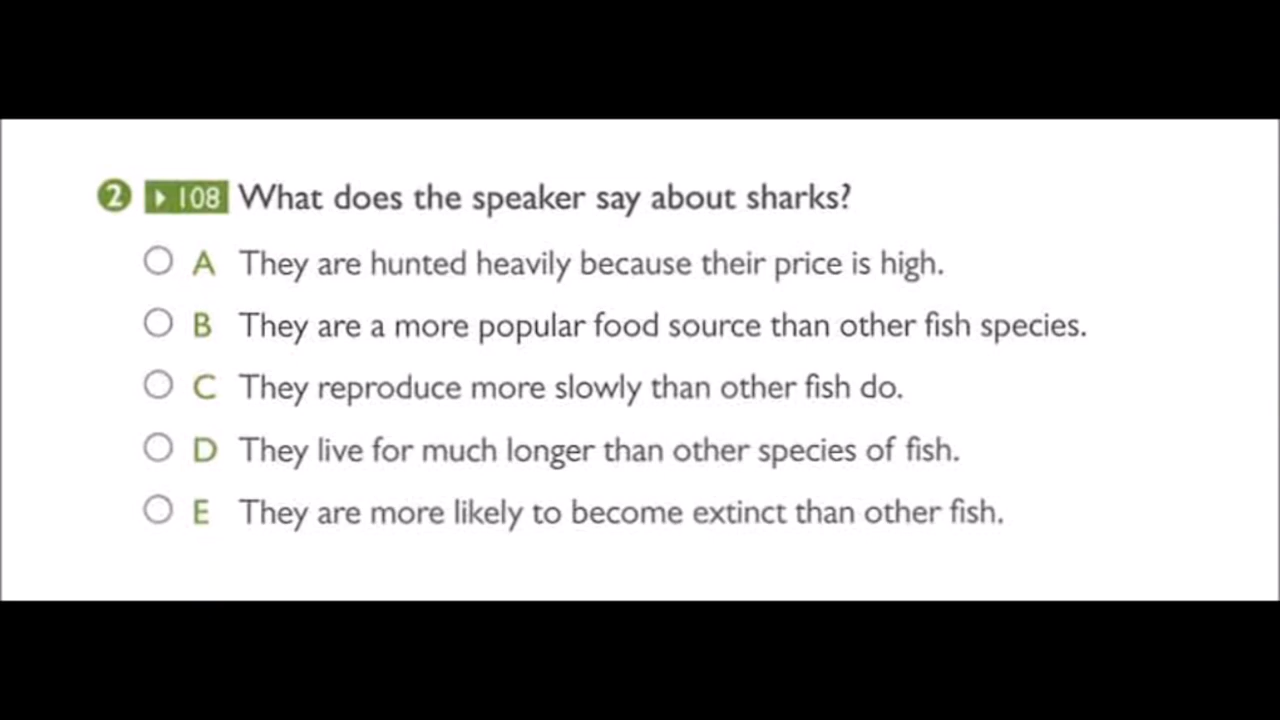 2 108 What does the speaker say about sharks?
A They are hunted heavily because their price is high.
B They are a more popular food source than other fish species.
C They reproduce more slowly than other fish do.
D They live for much longer than other species of fish.
E They are more likely to become extinct than other fish.